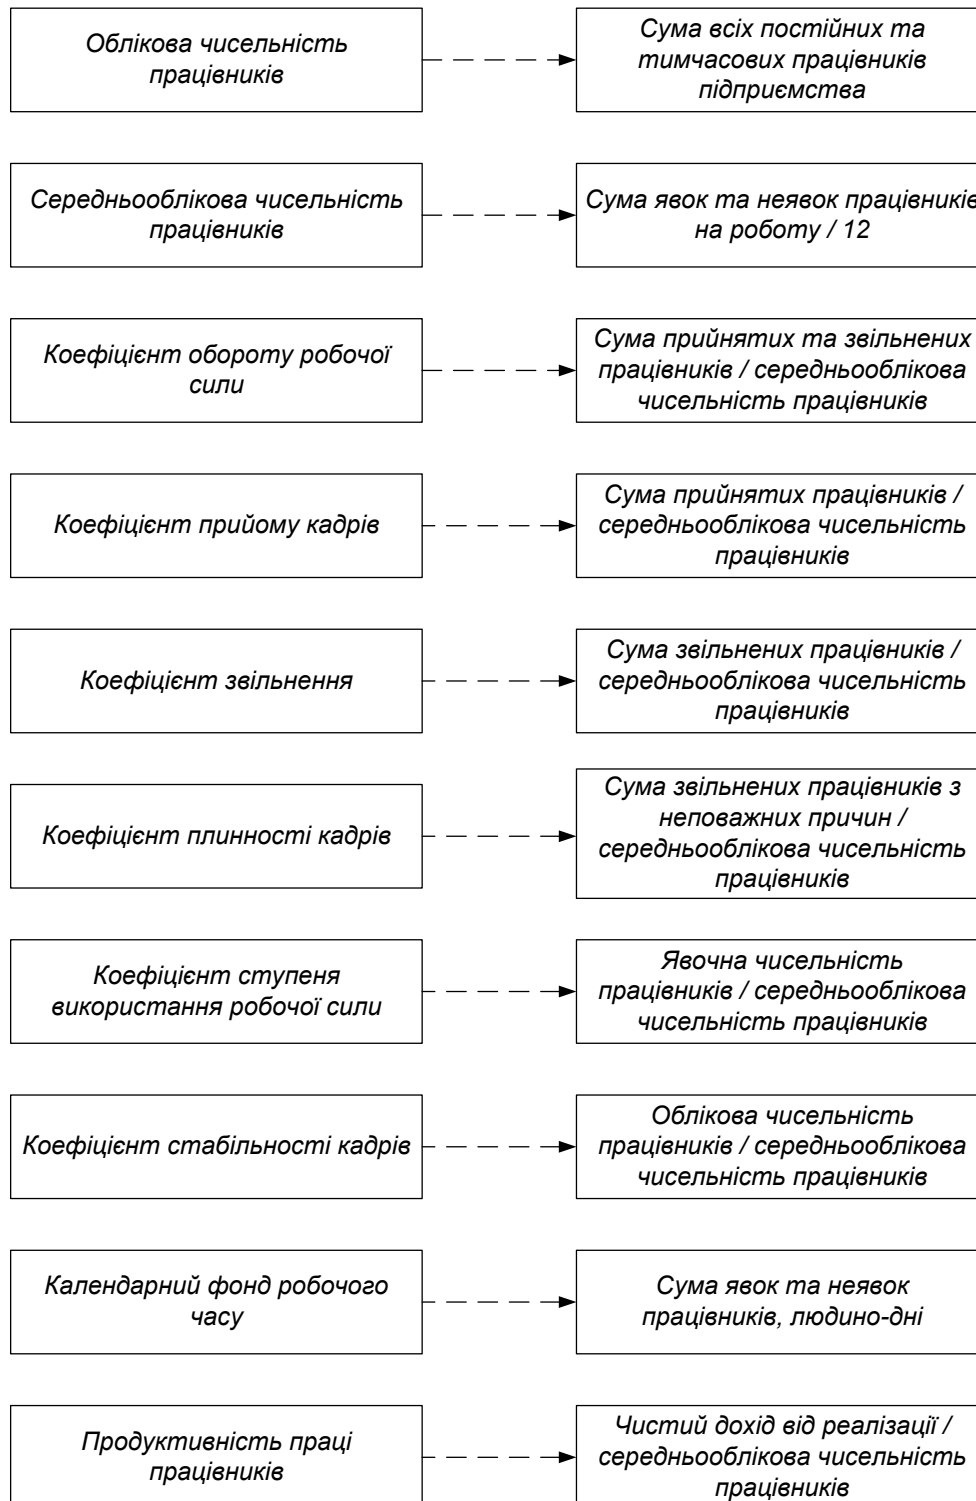 Облікова чисельність
працівників
Сума всіх постійних та
тимчасових працівників
підприємства
Середньооблікова чисельність
працівників
Сума явок та неявок працівників
на роботу / 12
Коефіцієнт обороту робочої
сили
Сума прийнятих та звільнених
працівників / середньооблікова
чисельність працівників
Коефіцієнт прийому кадрів
Сума прийнятих працівників /
середньооблікова чисельність
працівників
Коефіцієнт звільнення
Сума звільнених працівників /
середньооблікова чисельність
працівників
Коефіцієнт плинності кадрів
Сума звільнених працівників з
неповажних причин /
середньооблікова чисельність
працівників
Коефіцієнт ступеня
використання робочої сили
Явочна чисельність
працівників / середньооблікова
чисельність працівників
Коефіцієнт стабільності кадрів
Облікова чисельність
працівників / середньооблікова
чисельність працівників
Календарний фонд робочого
часу
Сума явок та неявок
працівників, людино-дні
Продуктивність праці
працівників
Чистий дохід від реалізації /
середньооблікова чисельність
працівників